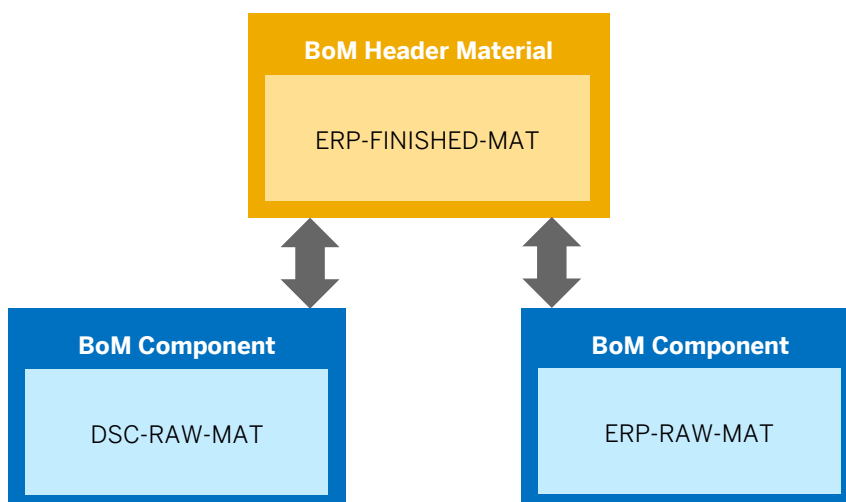 BoM Header Material
ERP-FINISHED-MAT
BoM Component
DSC-RAW-MAT
BoM Component
ERP-RAW-MAT